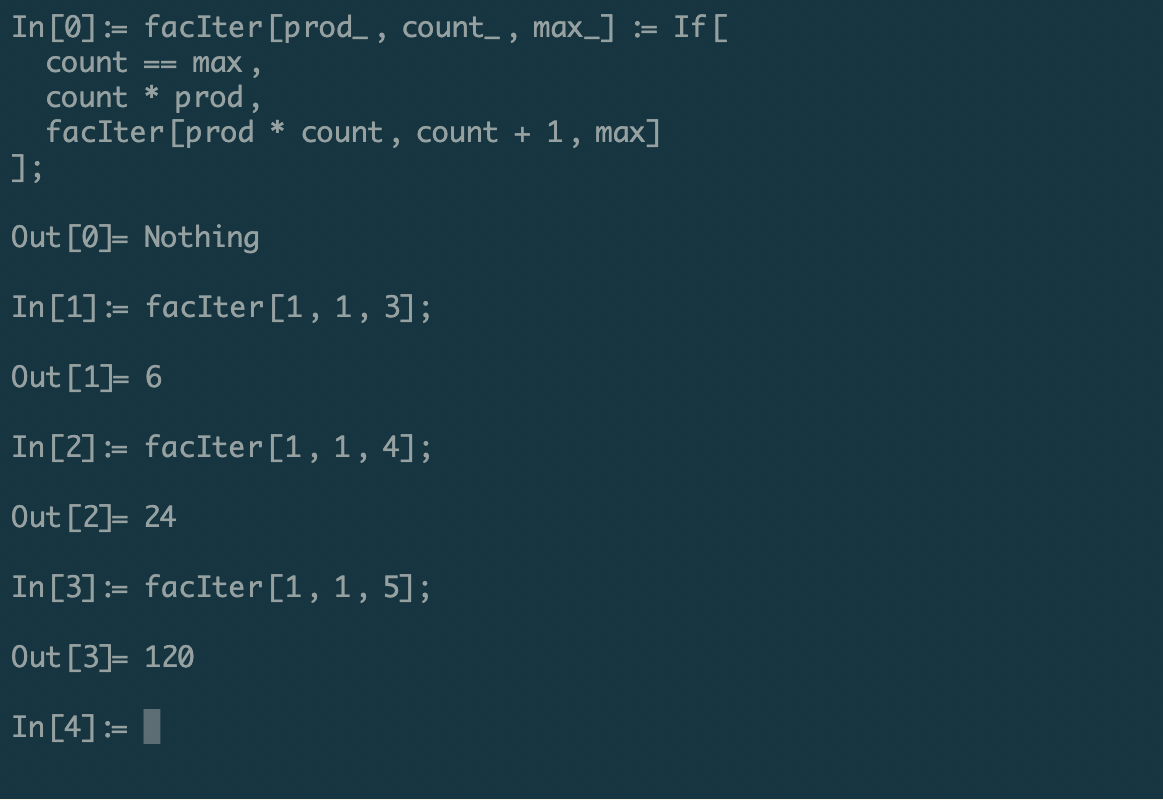 In[0]:= facIter[prod_, count_, max_] := If[
  count == max,
  count * prod,
  facIter[prod * count, count + 1, max]
];
Out[0]= Nothing
In[1]:= facIter[1, 1, 3];
Out[1]= 6
In[2]:= facIter[1, 1, 4];
Out[2]= 24
In[3]:= facIter[1, 1, 5];
Out[3]= 120
In[4]:=